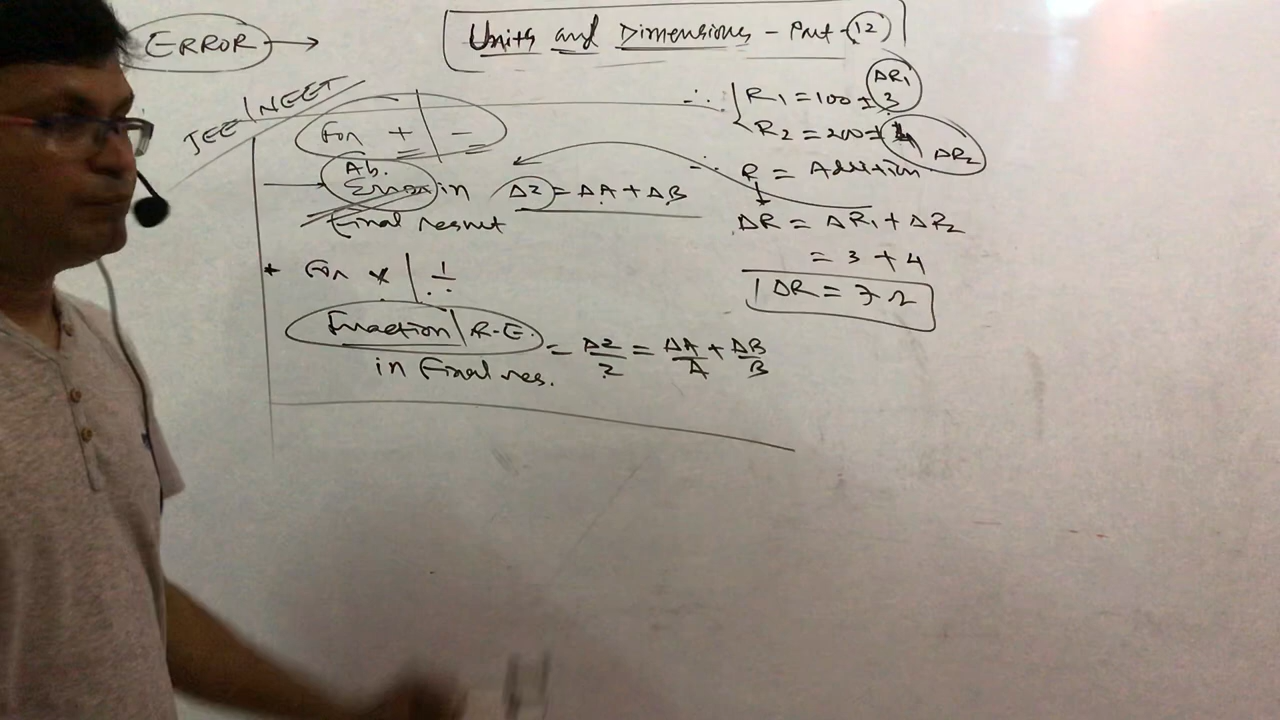 ERROR →
Units and Dimensions - Part - (12)
JEE / NEET
For + | -
Ab.
Error in ΔZ = ΔA + ΔB
Final result
* For × | ÷
Fraction | R.E. = ΔZ/Z = ΔA/A + ΔB/B
in Final res.
ΔR1
∴ R1 = 100 ± 3
R2 = 200 ± 4 ΔR2
∴ R = Addition
ΔR = ΔR1 + ΔR2
= 3 + 4
ΔR = 7 Ω